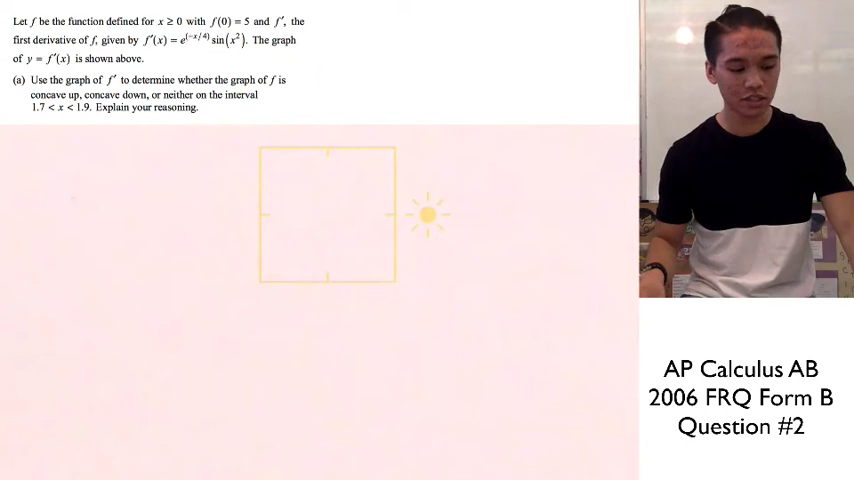 Let f be the function defined for x ≥ 0 with f(0) = 5 and f′, the
first derivative of f, given by f′(x) = e^(−x/4) sin(x²). The graph
of y = f′(x) is shown above.
(a) Use the graph of f′ to determine whether the graph of f is
concave up, concave down, or neither on the interval
1.7 < x < 1.9. Explain your reasoning.
AP Calculus AB
2006 FRQ Form B
Question #2